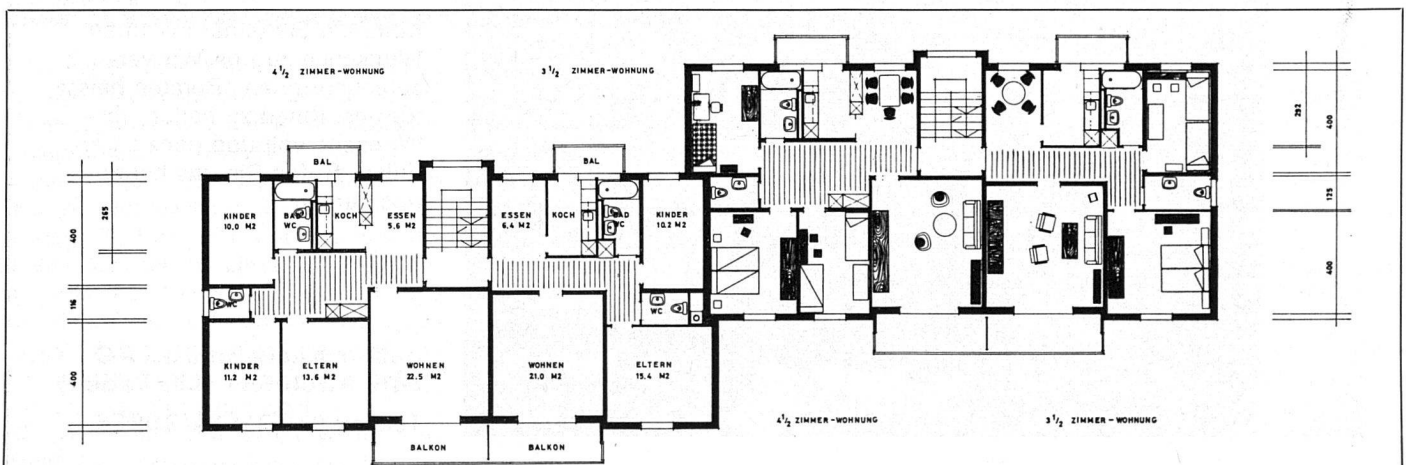 4 1/2 ZIMMER-WOHNUNG
3 1/2 ZIMMER-WOHNUNG
BAL
BAL
KINDER
10,0 M2
BAD
WC
KOCH
ESSEN
5,6 M2
ESSEN
6,4 M2
KOCH
BAD
WC
KINDER
10,2 M2
WC
WC
KINDER
11,2 M2
ELTERN
13,6 M2
WOHNEN
22,5 M2
WOHNEN
21,0 M2
ELTERN
15,4 M2
BALKON
BALKON
4 1/2 ZIMMER-WOHNUNG
3 1/2 ZIMMER-WOHNUNG
265
400
116
400
252
400
125
400